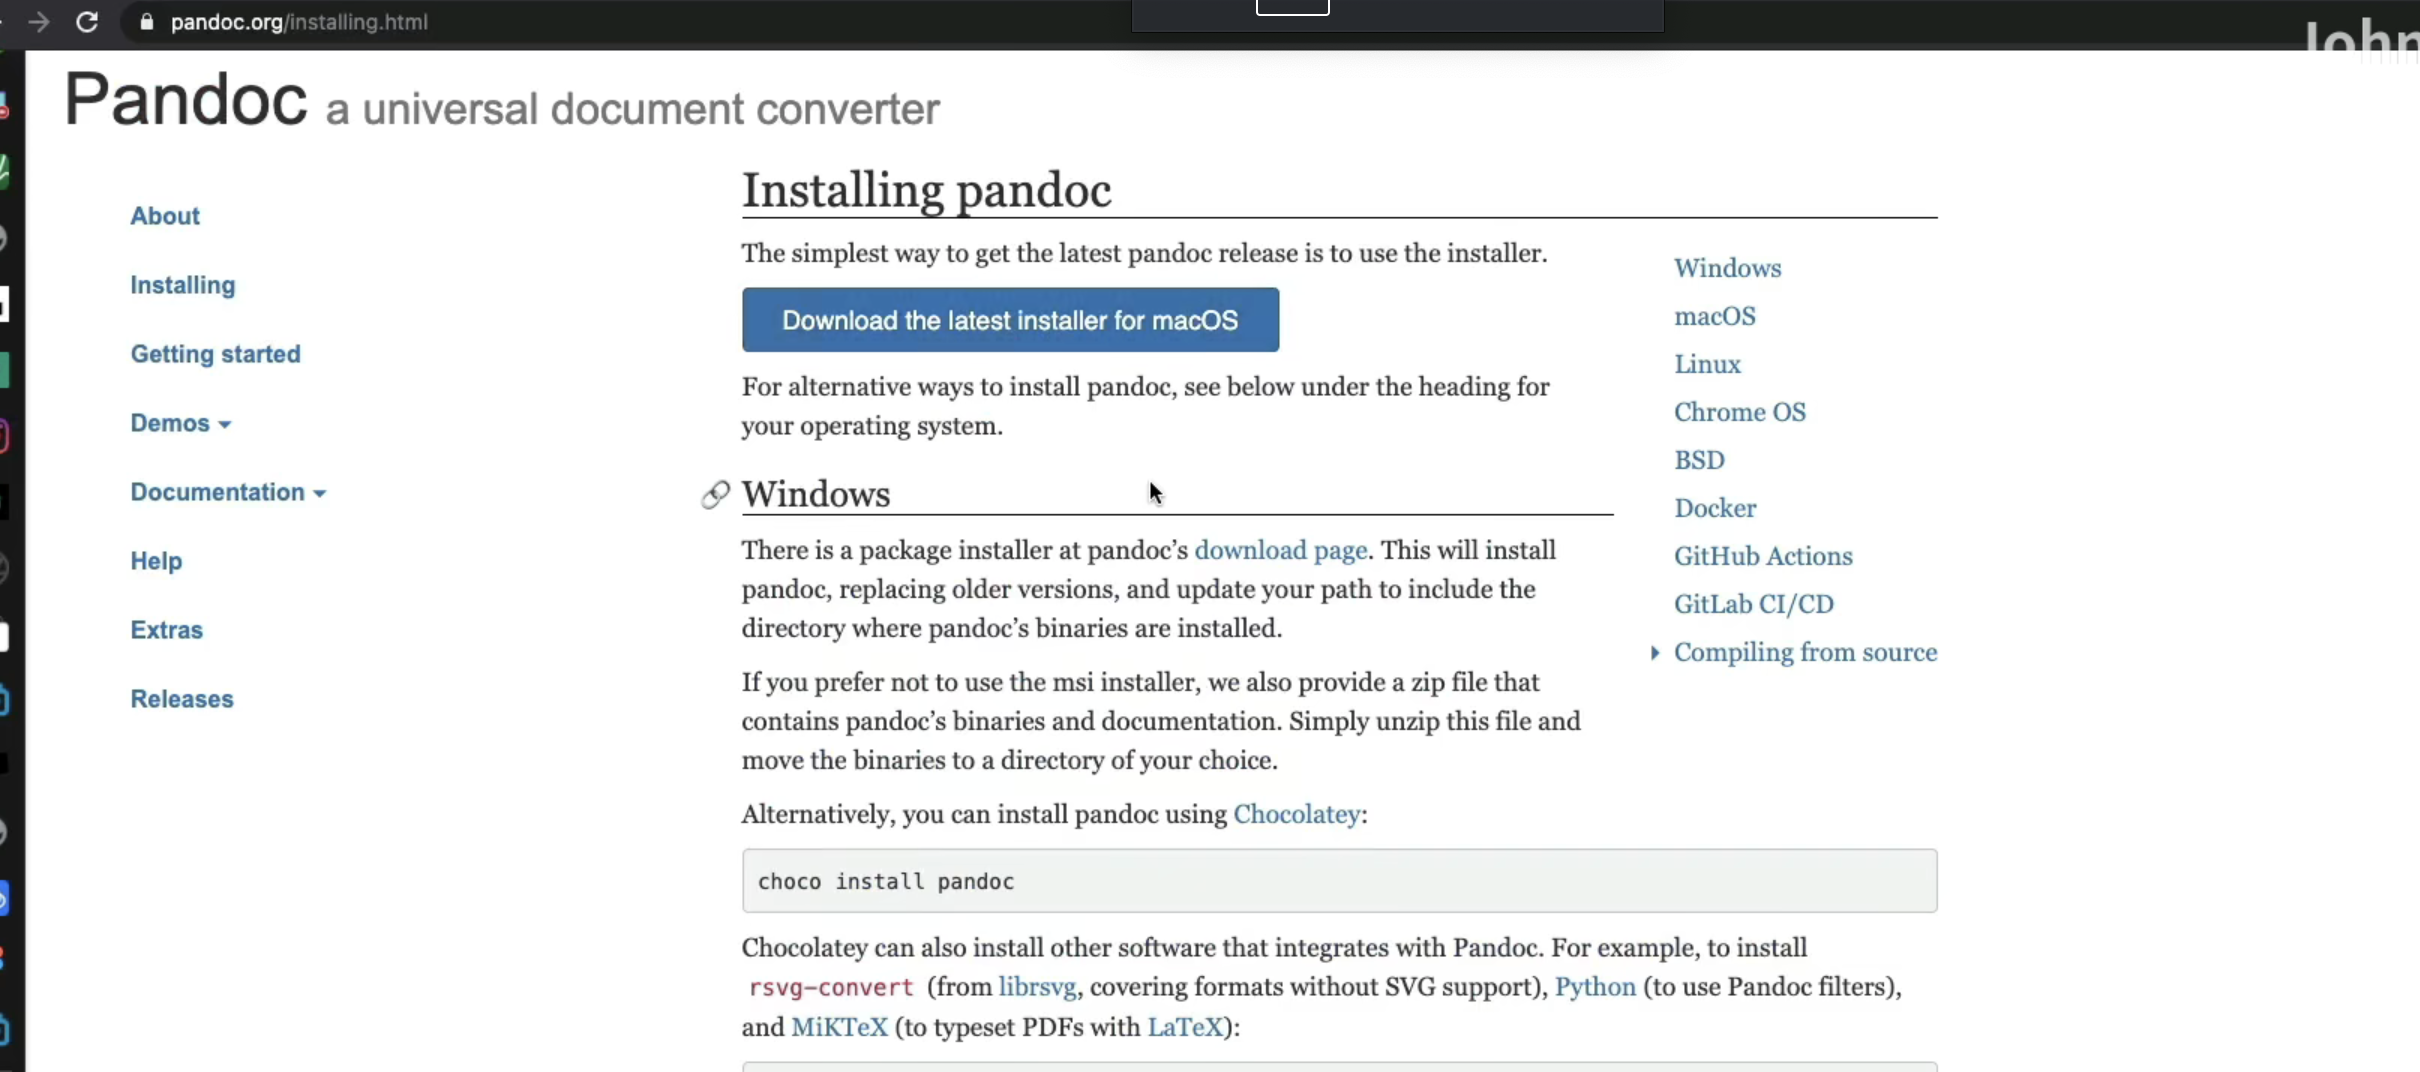 pandoc.org/installing.html
John
Pandoc a universal document converter
About
Installing
Getting started
Demos
Documentation
Help
Extras
Releases
Installing pandoc
The simplest way to get the latest pandoc release is to use the installer.
Download the latest installer for macOS
For alternative ways to install pandoc, see below under the heading for
your operating system.
Windows
There is a package installer at pandoc’s download page. This will install
pandoc, replacing older versions, and update your path to include the
directory where pandoc’s binaries are installed.
If you prefer not to use the msi installer, we also provide a zip file that
contains pandoc’s binaries and documentation. Simply unzip this file and
move the binaries to a directory of your choice.
Alternatively, you can install pandoc using Chocolatey:
choco install pandoc
Chocolatey can also install other software that integrates with Pandoc. For example, to install
rsvg-convert (from librsvg, covering formats without SVG support), Python (to use Pandoc filters),
and MiKTeX (to typeset PDFs with LaTeX):
Windows
macOS
Linux
Chrome OS
BSD
Docker
GitHub Actions
GitLab CI/CD
Compiling from source